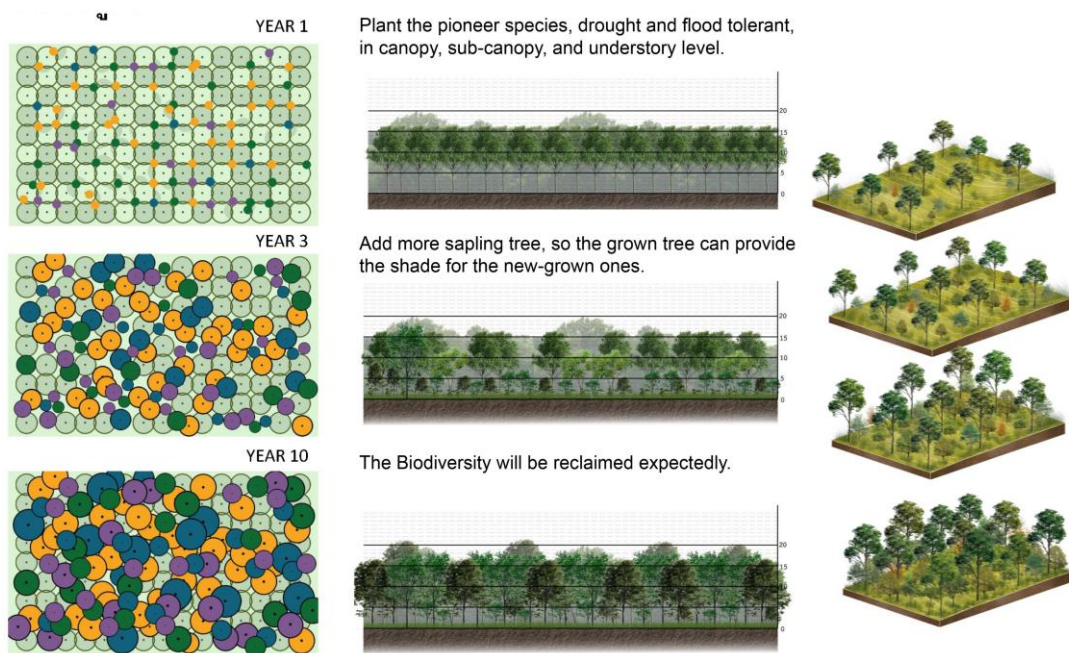 YEAR 1
Plant the pioneer species, drought and flood tolerant,
in canopy, sub-canopy, and understory level.
20
15
10
5
0
YEAR 3
Add more sapling tree, so the grown tree can provide
the shade for the new-grown ones.
20
15
10
5
0
YEAR 10
The Biodiversity will be reclaimed expectedly.
20
15
10
5
0